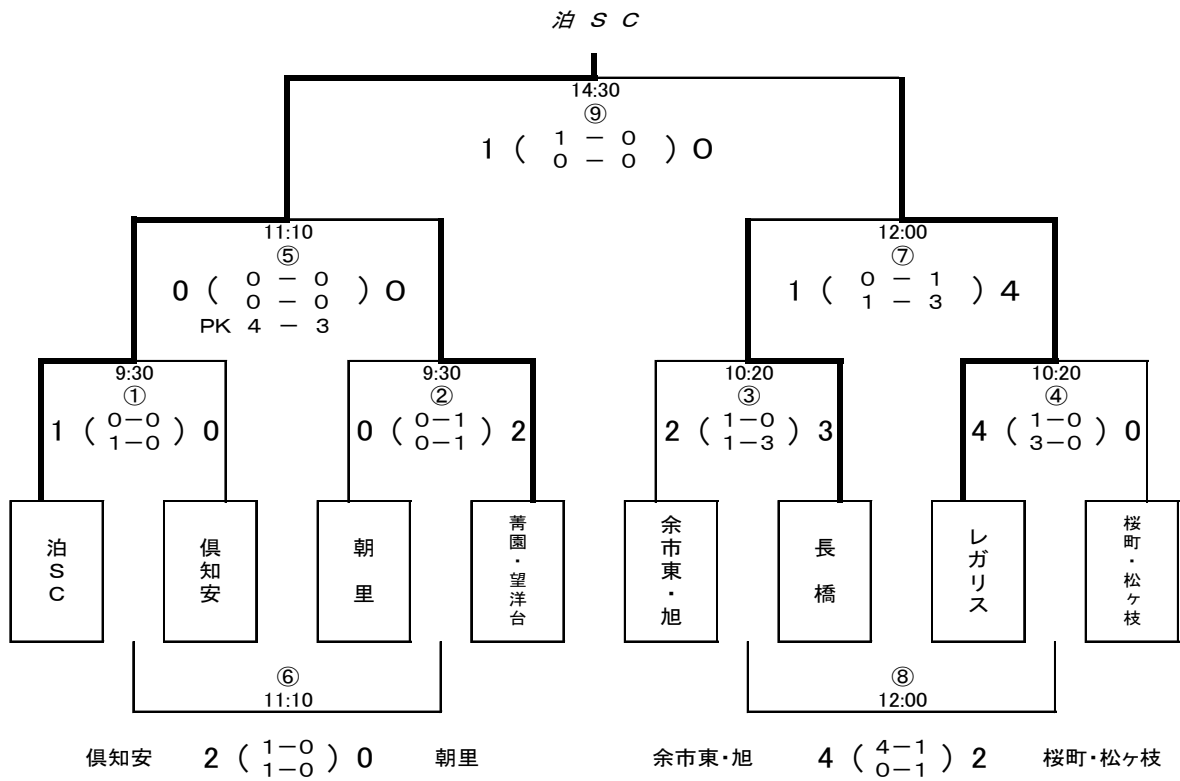 泊 S C
14:30
⑨
1 ( 1 － 0 ) 0
0 － 0
11:10
⑤
0 ( 0 － 0 ) 0
0 － 0
PK 4 － 3
12:00
⑦
1 ( 0 － 1 ) 4
1 － 3
9:30
①
1 ( 0－0 ) 0
1－0
9:30
②
0 ( 0－1 ) 2
0－1
10:20
③
2 ( 1－0 ) 3
1－3
10:20
④
4 ( 1－0 ) 0
3－0
泊SC
倶知安
朝里
菁園・望洋台
余市東・旭
長橋
レガリス
桜町・松ヶ枝
⑥
11:10
⑧
12:00
倶知安 2 ( 1－0 ) 0 朝里
1－0
余市東・旭 4 ( 4－1 ) 2 桜町・松ヶ枝
0－1